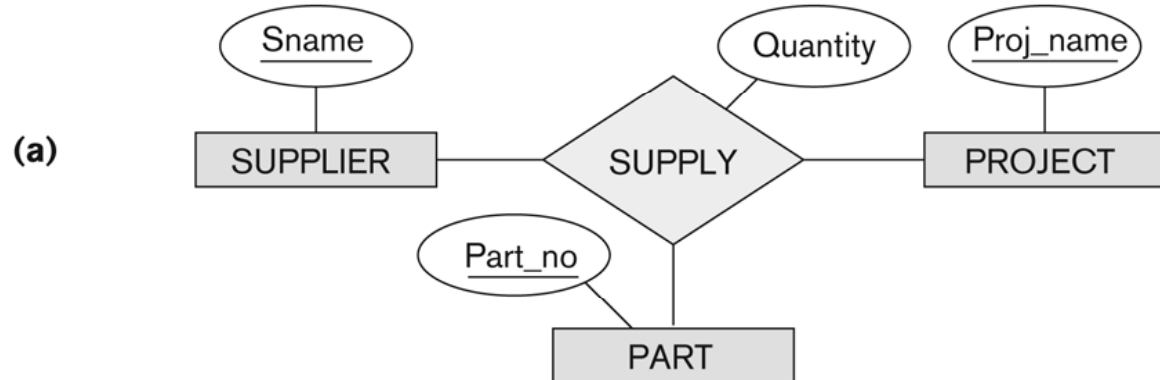 Sname
Quantity
Proj_name
(a)
SUPPLIER
SUPPLY
PROJECT
Part_no
PART